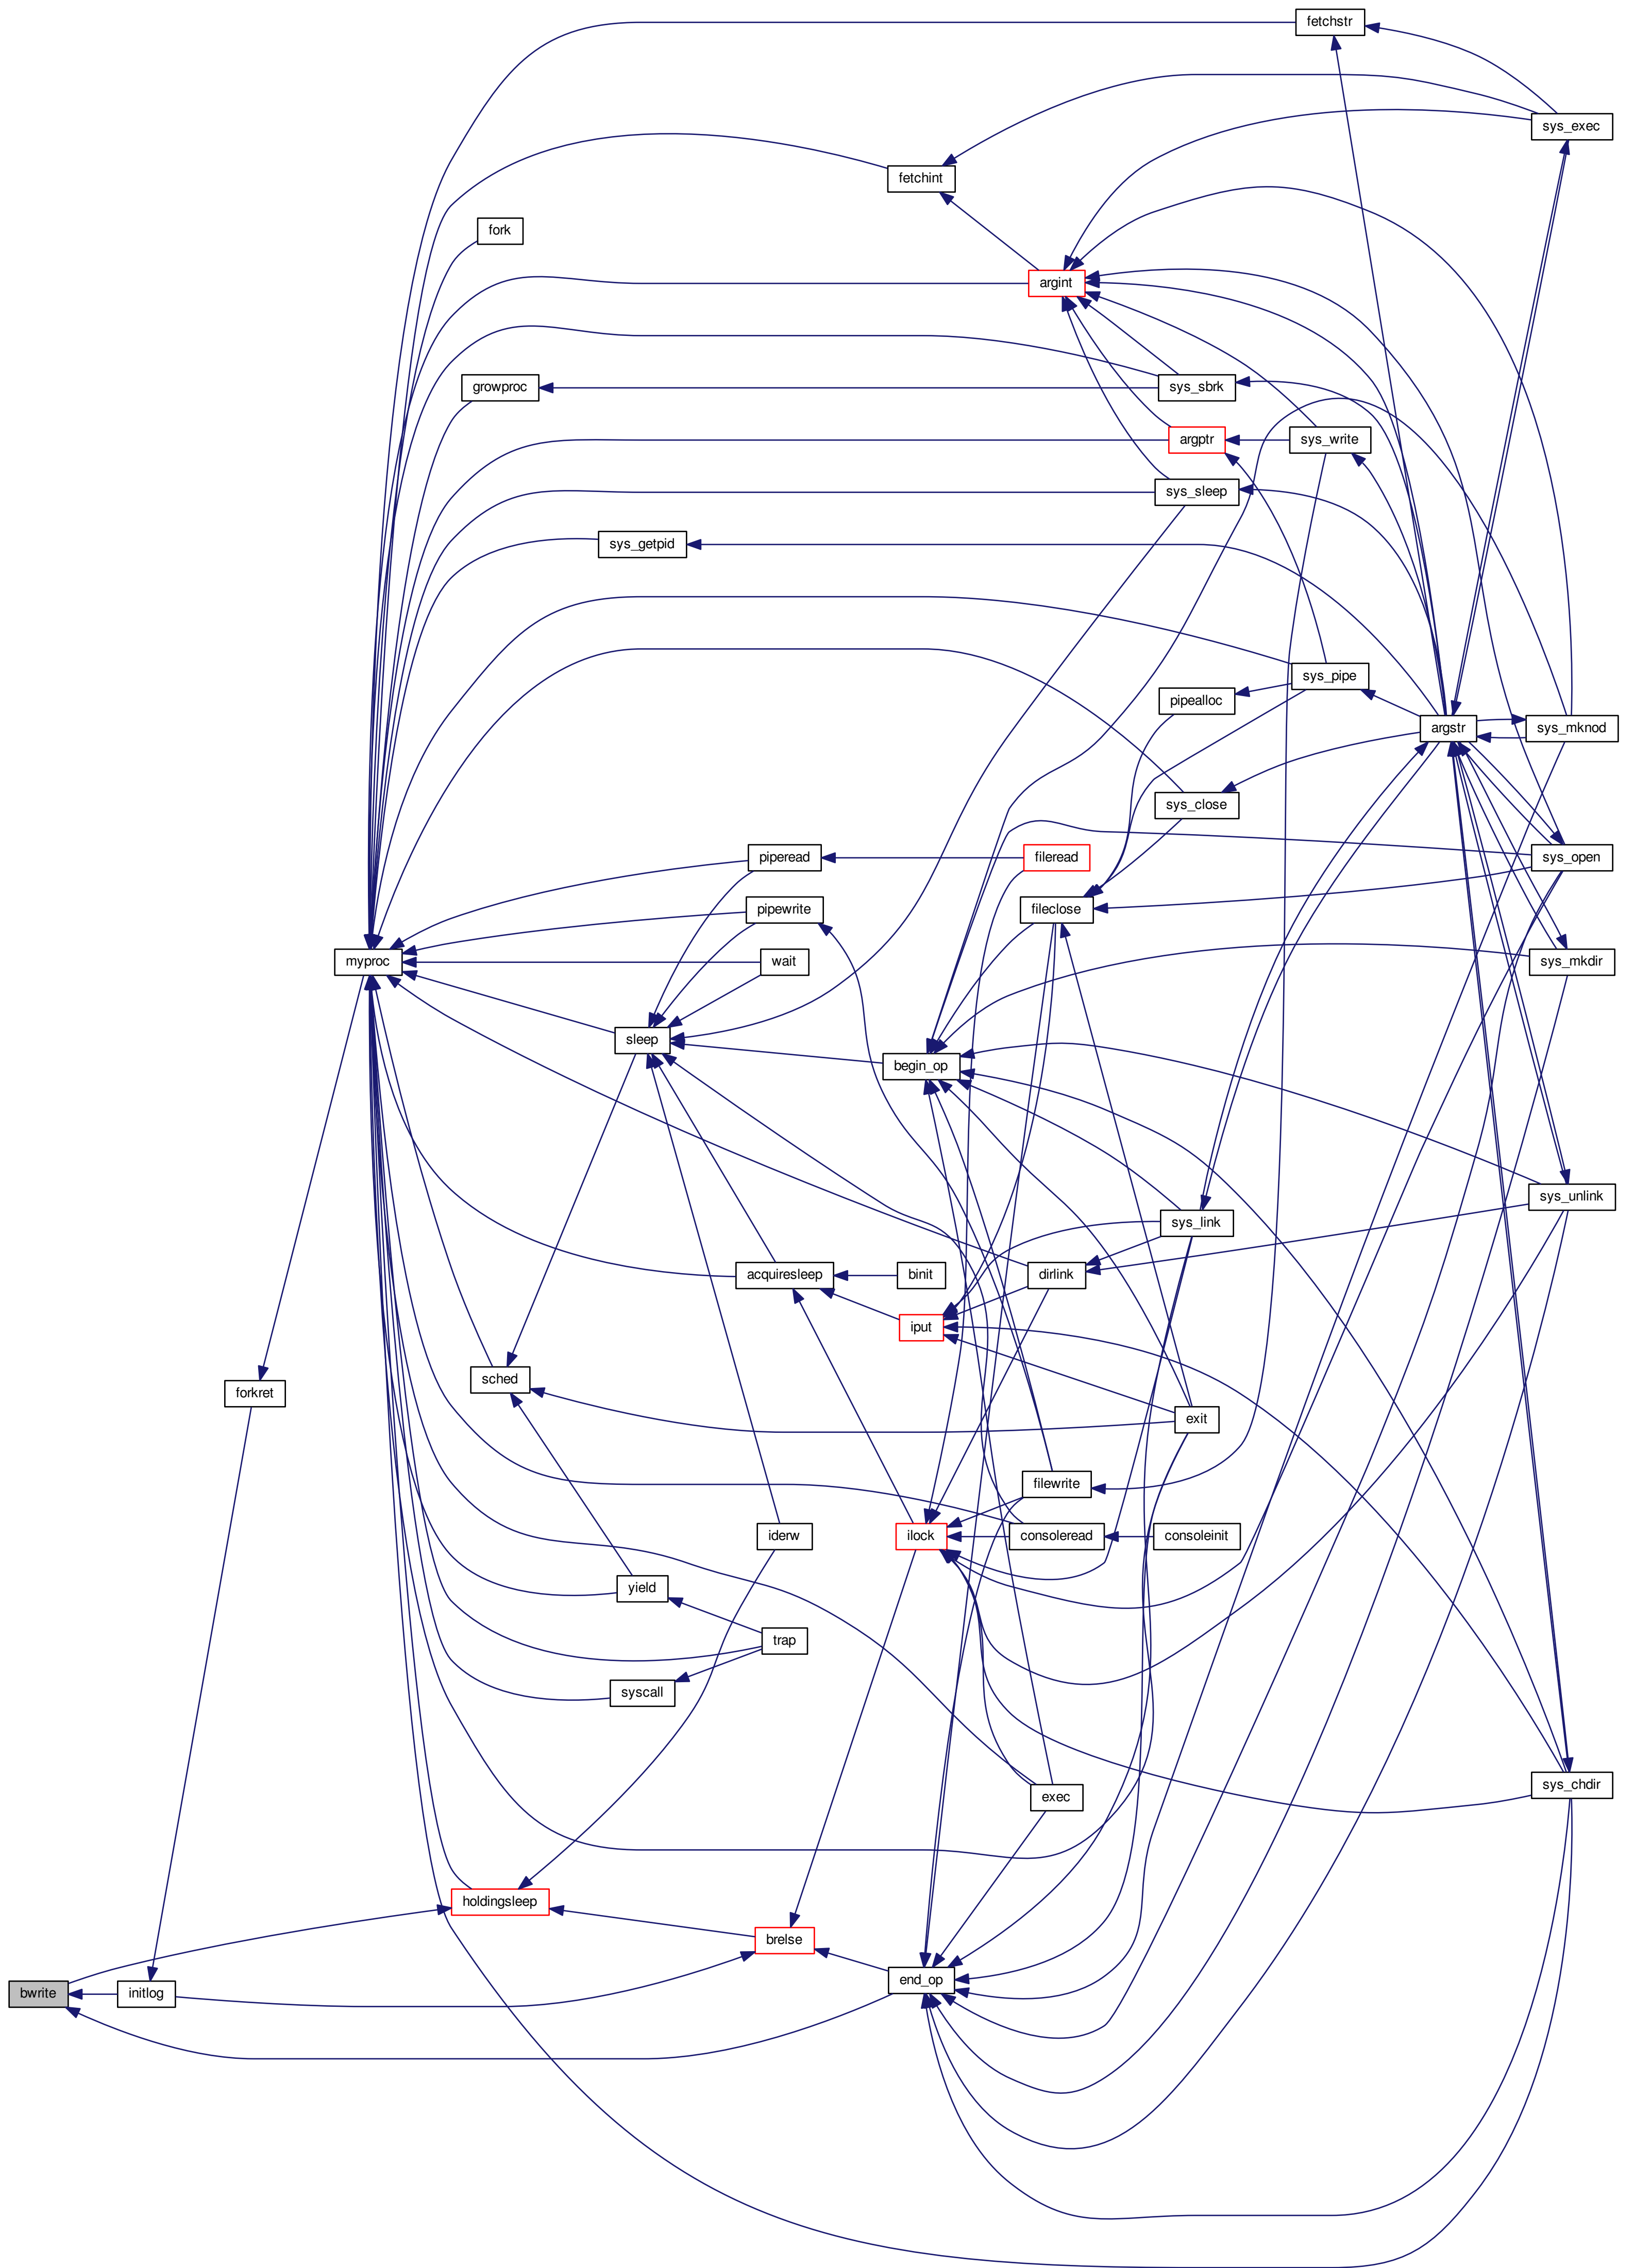 fetchstr
sys_exec
fetchint
fork
argint
growproc
sys_sbrk
argptr
sys_write
sys_sleep
sys_getpid
sys_pipe
pipealloc
argstr
sys_mknod
sys_close
piperead
fileread
sys_open
pipewrite
fileclose
myproc
wait
sys_mkdir
sleep
begin_op
sys_unlink
sys_link
acquiresleep
binit
dirlink
iput
sched
forkret
exit
filewrite
iderw
ilock
consoleread
consoleinit
yield
trap
syscall
exec
sys_chdir
holdingsleep
brelse
end_op
bwrite
initlog